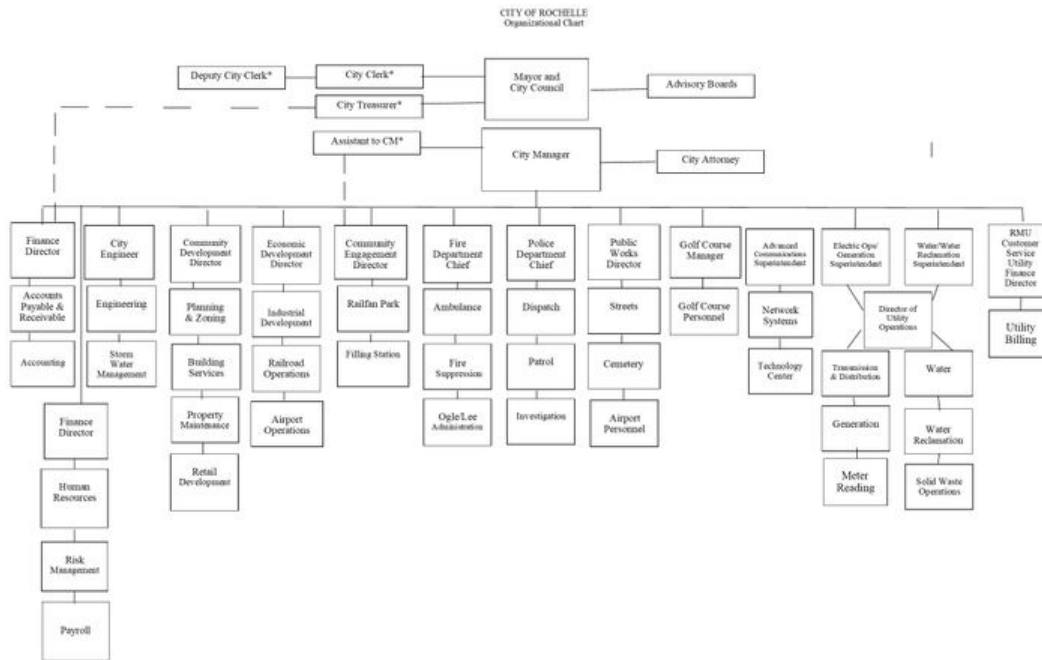 CITY OF ROCHELLE
Organizational Chart
Deputy City Clerk*
City Clerk*
Mayor and
City Council
Advisory Boards
City Treasurer*
Assistant to CM*
City Manager
City Attorney
Finance
Director
City
Engineer
Community
Development
Director
Economic
Development
Director
Community
Engagement
Director
Fire
Department
Chief
Police
Department
Chief
Public
Works
Director
Golf Course
Manager
Advanced
Communications
Superintendent
Electric Ops/
Generation
Superintendent
Water/Water
Reclamation
Superintendent
RMU
Customer
Service
Utility
Finance
Director
Accounts
Payable &
Receivable
Engineering
Planning
& Zoning
Industrial
Development
Railfan Park
Ambulance
Dispatch
Streets
Golf Course
Personnel
Network
Systems
Director of
Utility
Operations
Utility
Billing
Accounting
Storm
Water
Management
Building
Services
Railroad
Operations
Filling Station
Fire
Suppression
Patrol
Cemetery
Technology
Center
Transmission
& Distribution
Water
Finance
Director
Property
Maintenance
Airport
Operations
Ogle/Lee
Administration
Investigation
Airport
Personnel
Generation
Water
Reclamation
Human
Resources
Retail
Development
Meter
Reading
Solid Waste
Operations
Risk
Management
Payroll